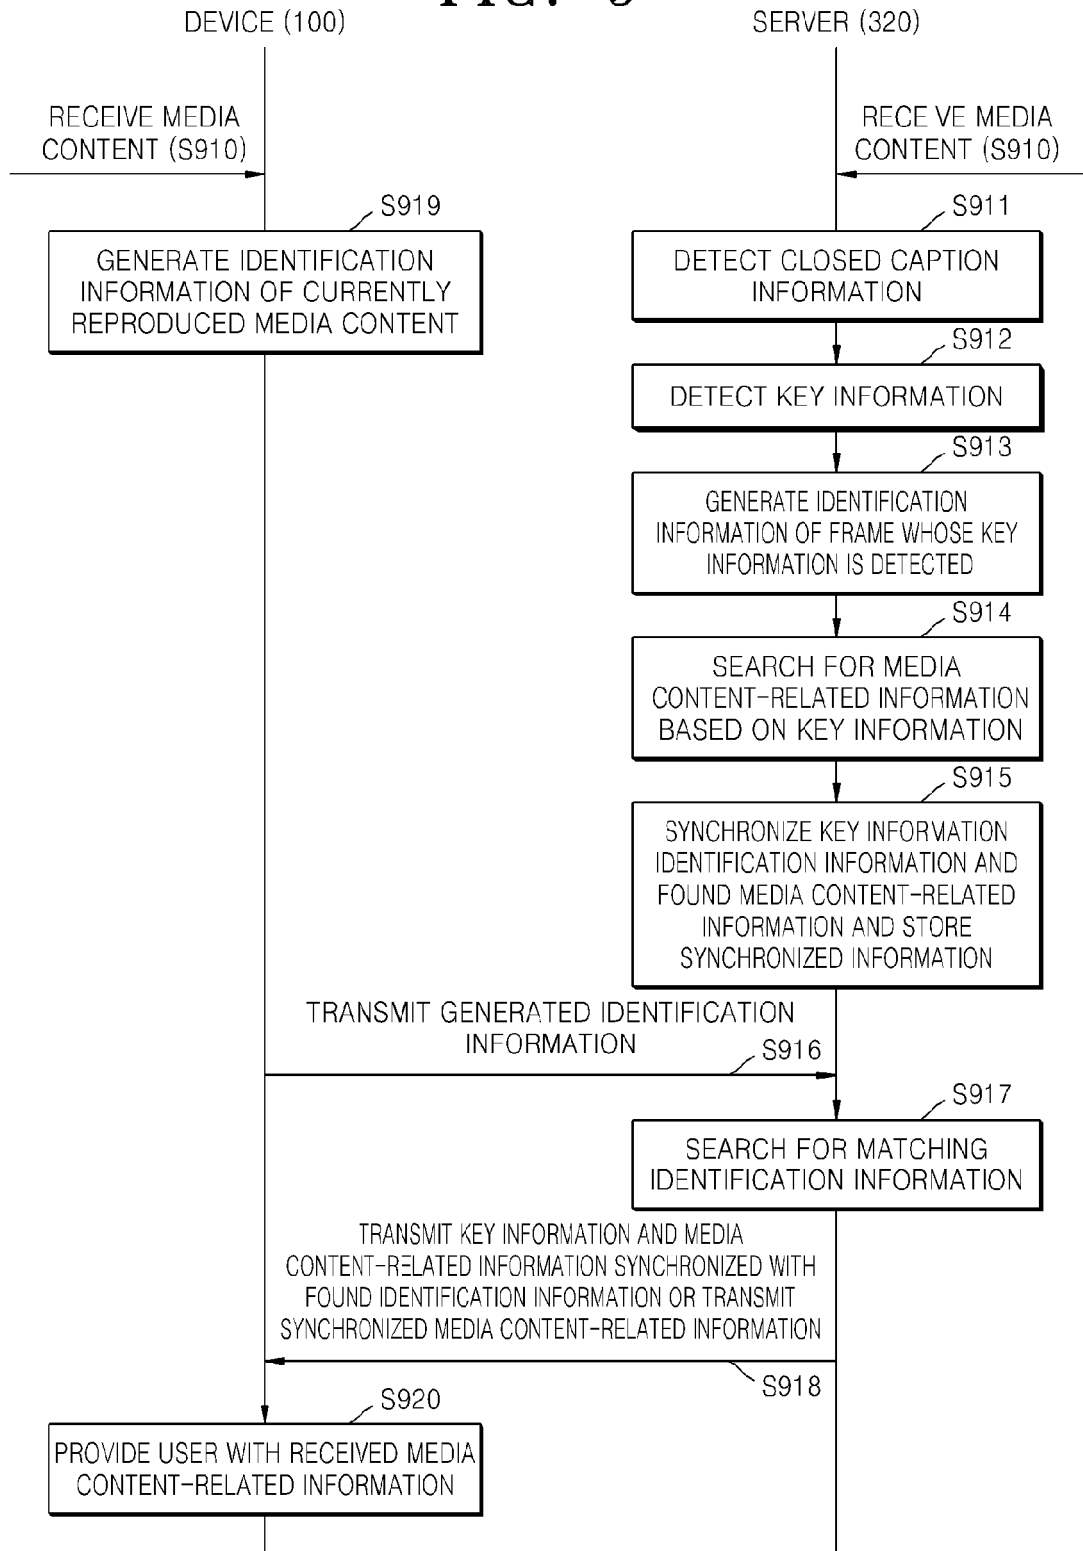 DEVICE (100)
SERVER (320)
RECEIVE MEDIA
CONTENT (S910)
RECE VE MEDIA
CONTENT (S910)
S919
GENERATE IDENTIFICATION
INFORMATION OF CURRENTLY
REPRODUCED MEDIA CONTENT
S911
DETECT CLOSED CAPTION
INFORMATION
S912
DETECT KEY INFORMATION
S913
GENERATE IDENTIFICATION
INFORMATION OF FRAME WHOSE KEY
INFORMATION IS DETECTED
S914
SEARCH FOR MEDIA
CONTENT-RELATED INFORMATION
BASED ON KEY INFORMATION
S915
SYNCHRONIZE KEY INFORMATION
IDENTIFICATION INFORMATION AND
FOUND MEDIA CONTENT-RELATED
INFORMATION AND STORE
SYNCHRONIZED INFORMATION
TRANSMIT GENERATED IDENTIFICATION
INFORMATION
S916
S917
SEARCH FOR MATCHING
IDENTIFICATION INFORMATION
TRANSMIT KEY INFORMATION AND MEDIA
CONTENT-RELATED INFORMATION SYNCHRONIZED WITH
FOUND IDENTIFICATION INFORMATION OR TRANSMIT
SYNCHRONIZED MEDIA CONTENT-RELATED INFORMATION
S918
S920
PROVIDE USER WITH RECEIVED MEDIA
CONTENT-RELATED INFORMATION